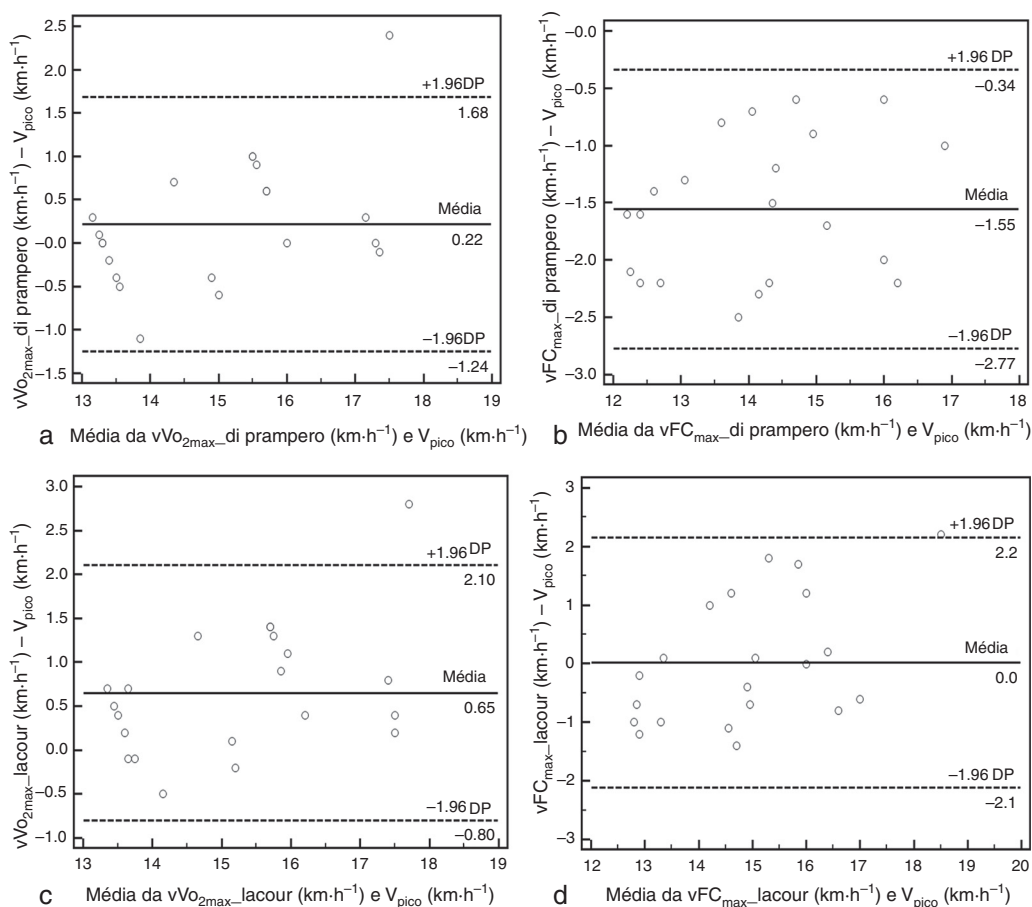 2.5
2.0
1.5
1.0
0.5
−0.0
−0.5
−1.0
−1.5
vVo2max_di prampero (km·h−1) − Vpico (km·h−1)
+1.96DP
1.68
Média
0.22
−1.96DP
−1.24
13 14 15 16 17 18 19
a Média da vVo2max_di prampero (km·h−1) e Vpico (km·h−1)
−0.0
−0.5
−1.0
−1.5
−2.0
−2.5
−3.0
vFCmax_di prampero (km·h−1) − Vpico (km·h−1)
+1.96DP
−0.34
Média
−1.55
−1.96DP
−2.77
12 13 14 15 16 17 18
b Média da vFCmax_di prampero (km·h−1) e Vpico (km·h−1)
3.0
2.5
2.0
1.5
1.0
0.5
0.0
−0.5
−1.0
vVo2max_lacour (km·h−1) − Vpico (km·h−1)
+1.96DP
2.10
Média
0.65
−1.96DP
−0.80
13 14 15 16 17 18 19
c Média da vVo2max_lacour (km·h−1) e Vpico (km·h−1)
3
2
1
0
−1
−2
−3
vFCmax_lacour (km·h−1) − Vpico (km·h−1)
+1.96DP
2.2
Média
0.0
−1.96DP
−2.1
12 13 14 15 16 17 18 19 20
d Média da vFCmax_lacour (km·h−1) e Vpico (km·h−1)